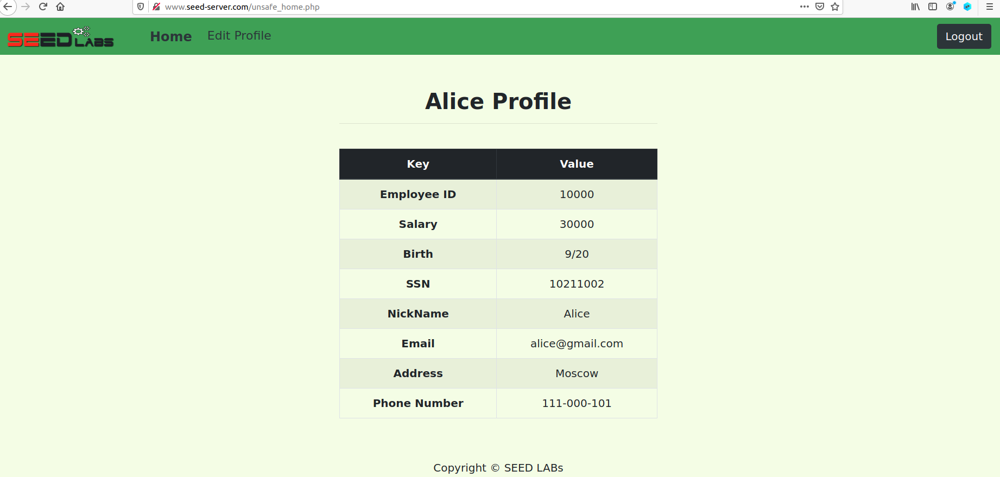 www.seed-server.com/unsafe_home.php
SEED LABS Home Edit Profile Logout
Alice Profile
Key Value
Employee ID 10000
Salary 30000
Birth 9/20
SSN 10211002
NickName Alice
Email alice@gmail.com
Address Moscow
Phone Number 111-000-101
Copyright © SEED LABs